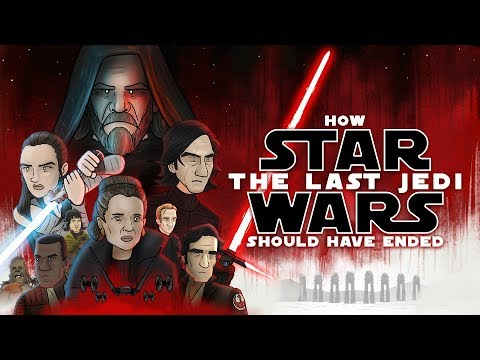 HOW
STAR
THE LAST JEDI
WARS
SHOULD HAVE ENDED